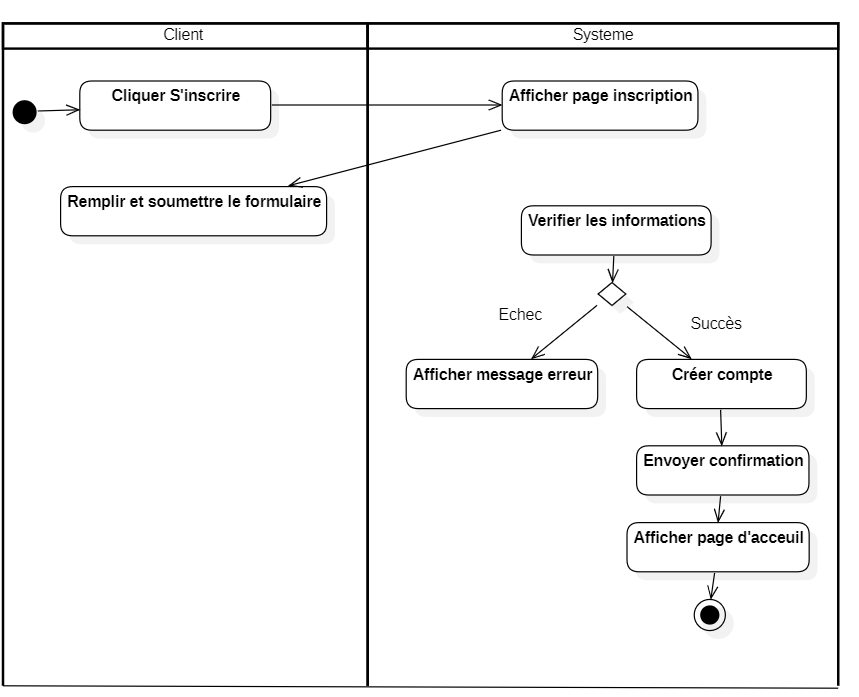 Client
Systeme
Cliquer S'inscrire
Afficher page inscription
Remplir et soumettre le formulaire
Verifier les informations
Echec
Succès
Afficher message erreur
Créer compte
Envoyer confirmation
Afficher page d'acceuil